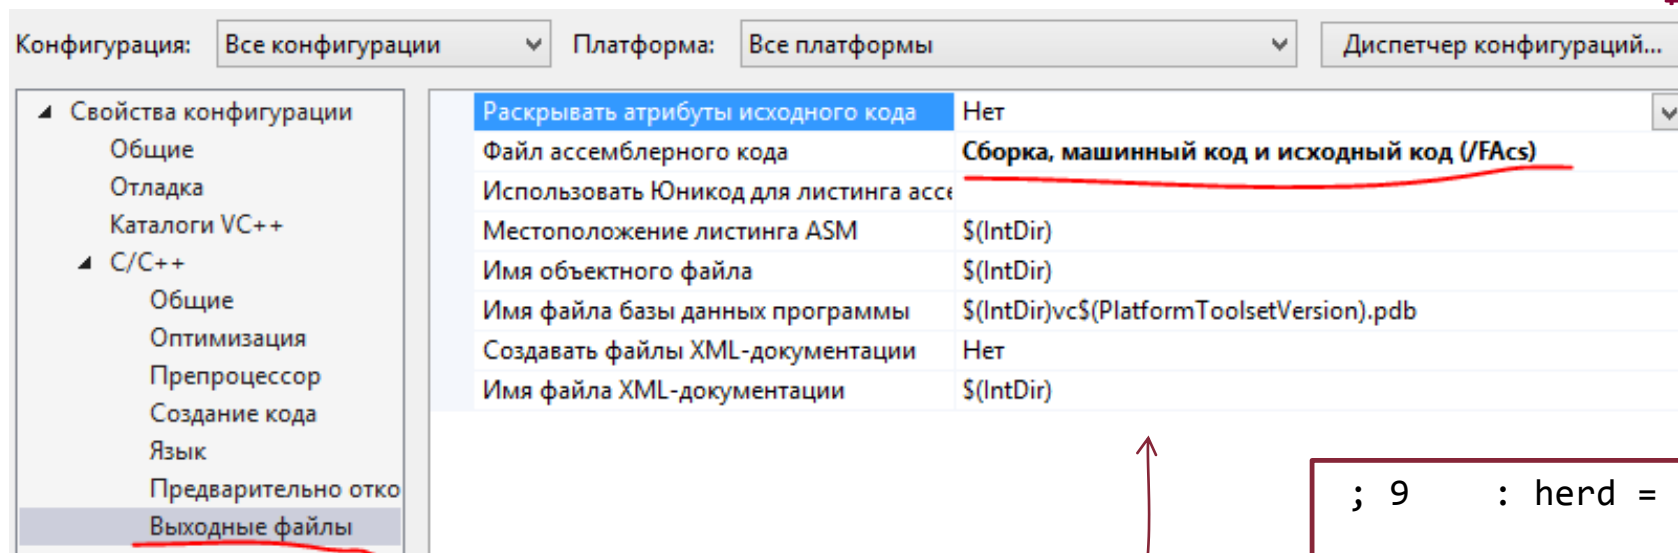 Конфигурация: Все конфигурации Платформа: Все платформы Диспетчер конфигураций...
Свойства конфигурации
Общие
Отладка
Каталоги VC++
C/C++
Общие
Оптимизация
Препроцессор
Создание кода
Язык
Предварительно отко
Выходные файлы
Раскрывать атрибуты исходного кода Нет
Файл ассемблерного кода Сборка, машинный код и исходный код (/FAcs)
Использовать Юникод для листинга ассе
Местоположение листинга ASM $(IntDir)
Имя объектного файла $(IntDir)
Имя файла базы данных программы $(IntDir)vc$(PlatformToolsetVersion).pdb
Создавать файлы XML-документации Нет
Имя файла XML-документации $(IntDir)
; 9 : herd =